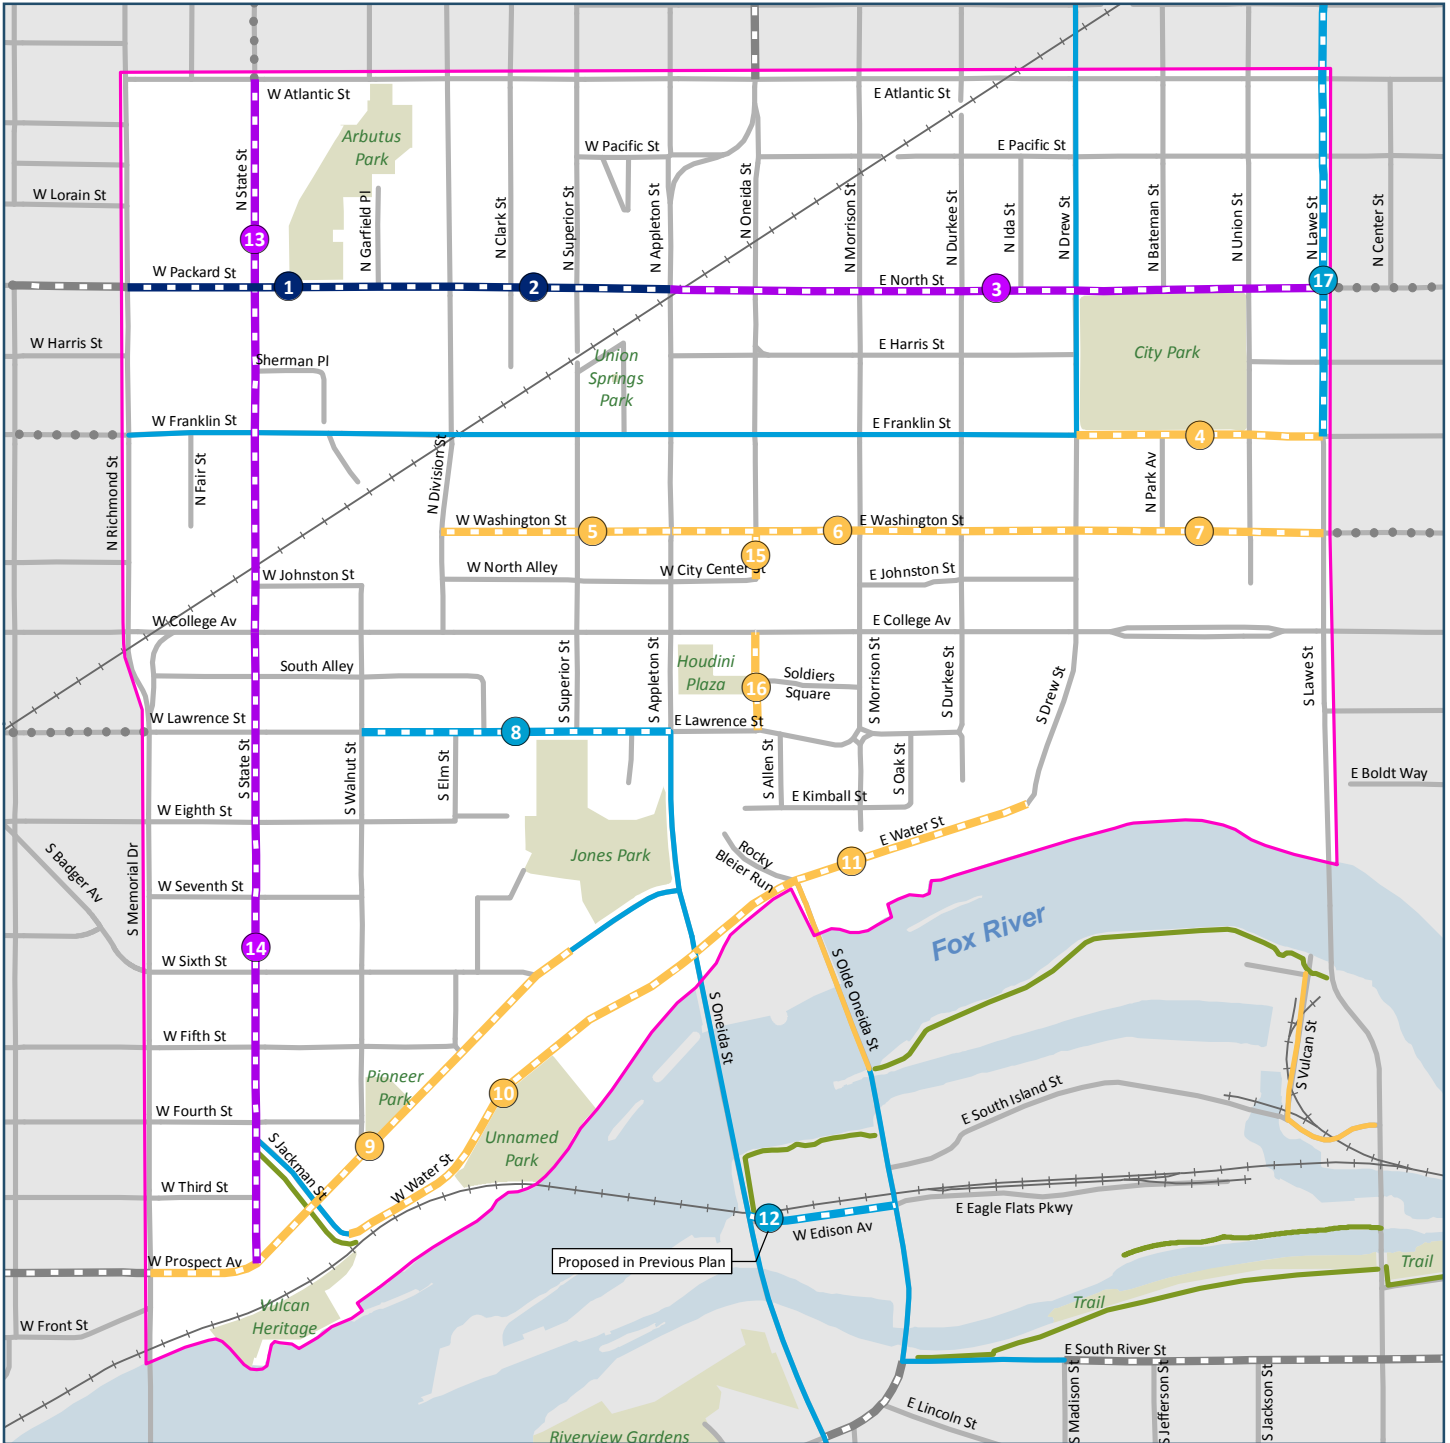 W Atlantic St
E Atlantic St
Arbutus
Park
W Pacific St
E Pacific St
N State St
N Garfield Pl
N Clark St
N Superior St
N Appleton St
N Oneida St
N Morrison St
N Durkee St
N Ida St
N Drew St
N Bateman St
N Union St
N Lawe St
N Center St
W Lorain St
13
W Packard St
1
2
E North St
3
17
W Harris St
Sherman Pl
Union
Springs
Park
E Harris St
City Park
W Franklin St
E Franklin St
4
N Richmond St
N Fair St
N Division St
N Park Av
W Washington St
5
6
E Washington St
7
15
W North Alley
W City Center St
E Johnston St
W Johnston St
W College Av
E College Av
South Alley
S Superior St
S Appleton St
Houdini
Plaza
16
Soldiers
Square
S Morrison St
S Durkee St
S Drew St
S Lawe St
W Lawrence St
8
E Lawrence St
S State St
S Walnut St
S Elm St
S Allen St
S Oak St
E Boldt Way
W Eighth St
E Kimball St
E Water St
11
Rocky
Bleier Run
Jones Park
S Badger Av
S Memorial Dr
W Seventh St
14
W Sixth St
Fox River
S Olde Oneida St
S Oneida St
W Fifth St
S Vulcan St
Pioneer
Park
10
E South Island St
W Fourth St
9
S Jackman St
Unnamed
Park
W Water St
W Third St
12
W Edison Av
E Eagle Flats Pkwy
W Prospect Av
Proposed in Previous Plan
Trail
Trail
Vulcan
Heritage
W Front St
E South River St
S Madison St
S Jefferson St
S Jackson St
E Lincoln St
Riverview Gardens